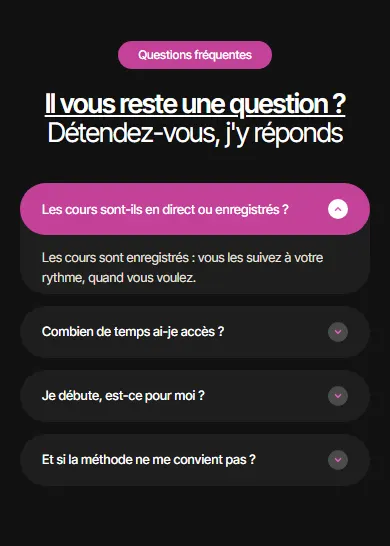 Questions fréquentes
Il vous reste une question ?
Détendez-vous, j'y réponds
Les cours sont-ils en direct ou enregistrés ?
Les cours sont enregistrés : vous les suivez à votre
rythme, quand vous voulez.
Combien de temps ai-je accès ?
Je débute, est-ce pour moi ?
Et si la méthode ne me convient pas ?